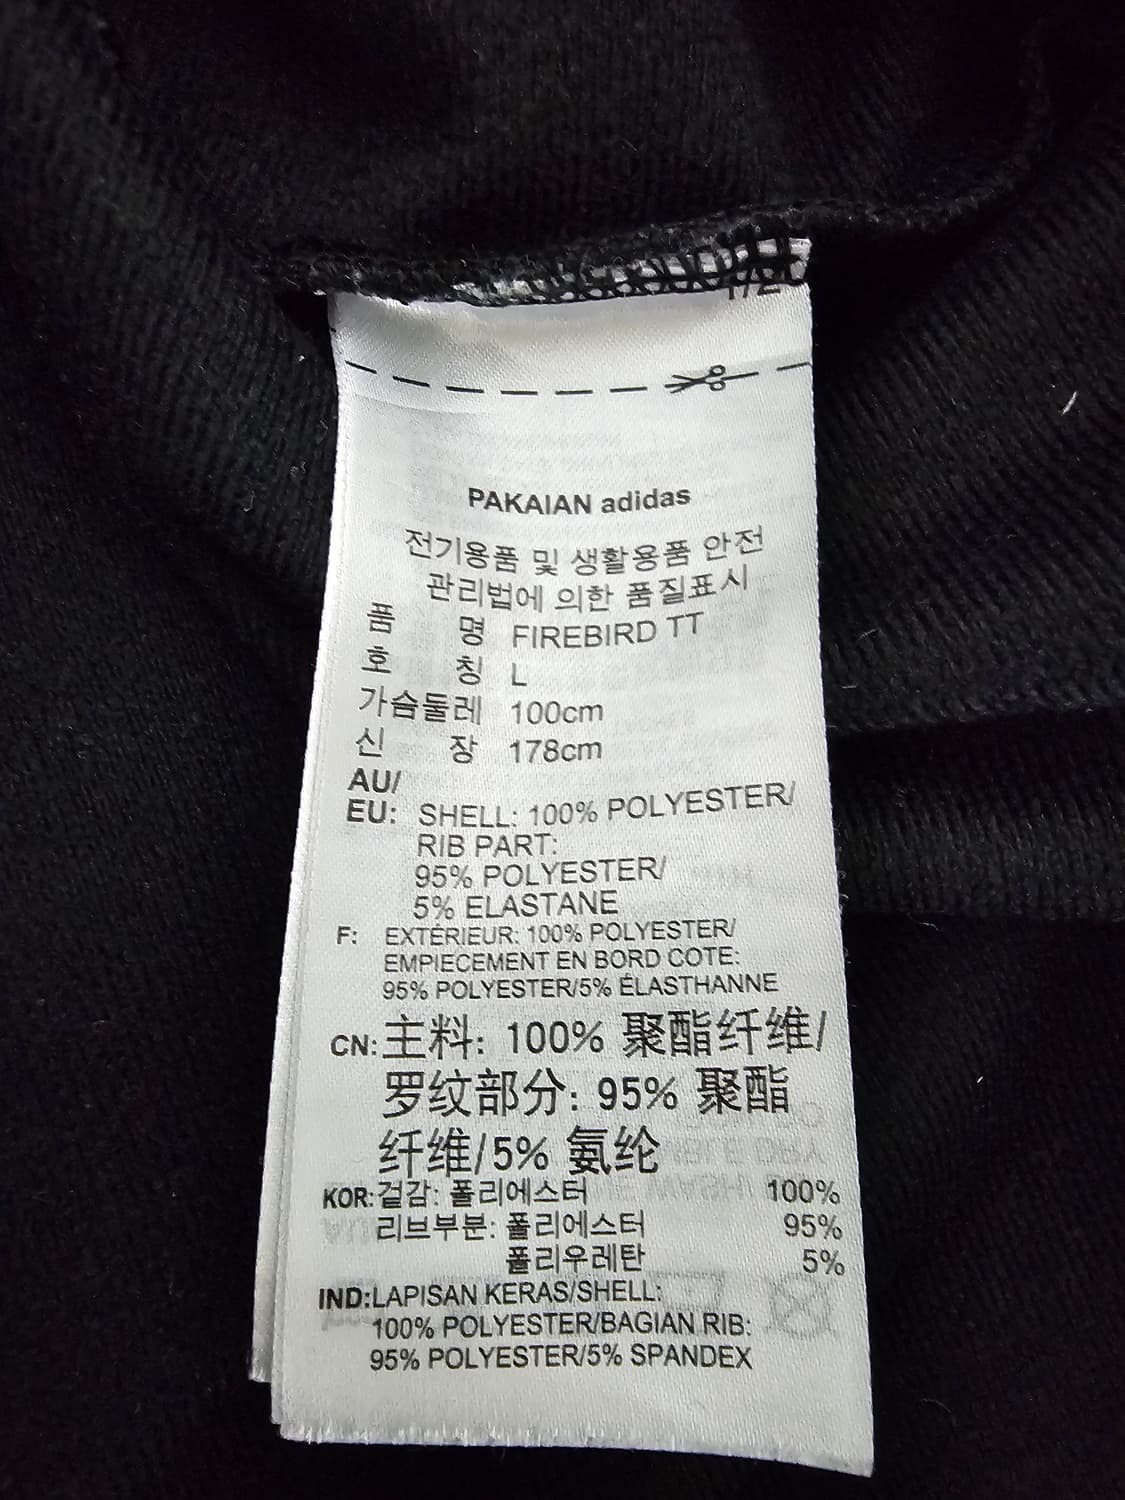 PAKAIAN adidas
전기용품 및 생활용품 안전
관리법에 의한 품질표시
품 명 FIREBIRD TT
호 칭 L
가슴둘레 100cm
신 장 178cm
AU/
EU: SHELL: 100% POLYESTER/
RIB PART:
95% POLYESTER/
5% ELASTANE
F: EXTÉRIEUR: 100% POLYESTER/
EMPIECEMENT EN BORD COTE:
95% POLYESTER/5% ÉLASTHANNE
CN: 主料: 100% 聚酯纤维/
罗纹部分: 95% 聚酯
纤维/5% 氨纶
KOR: 겉감: 폴리에스터 100%
리브부분: 폴리에스터 95%
폴리우레탄 5%
IND: LAPISAN KERAS/SHELL:
100% POLYESTER/BAGIAN RIB:
95% POLYESTER/5% SPANDEX